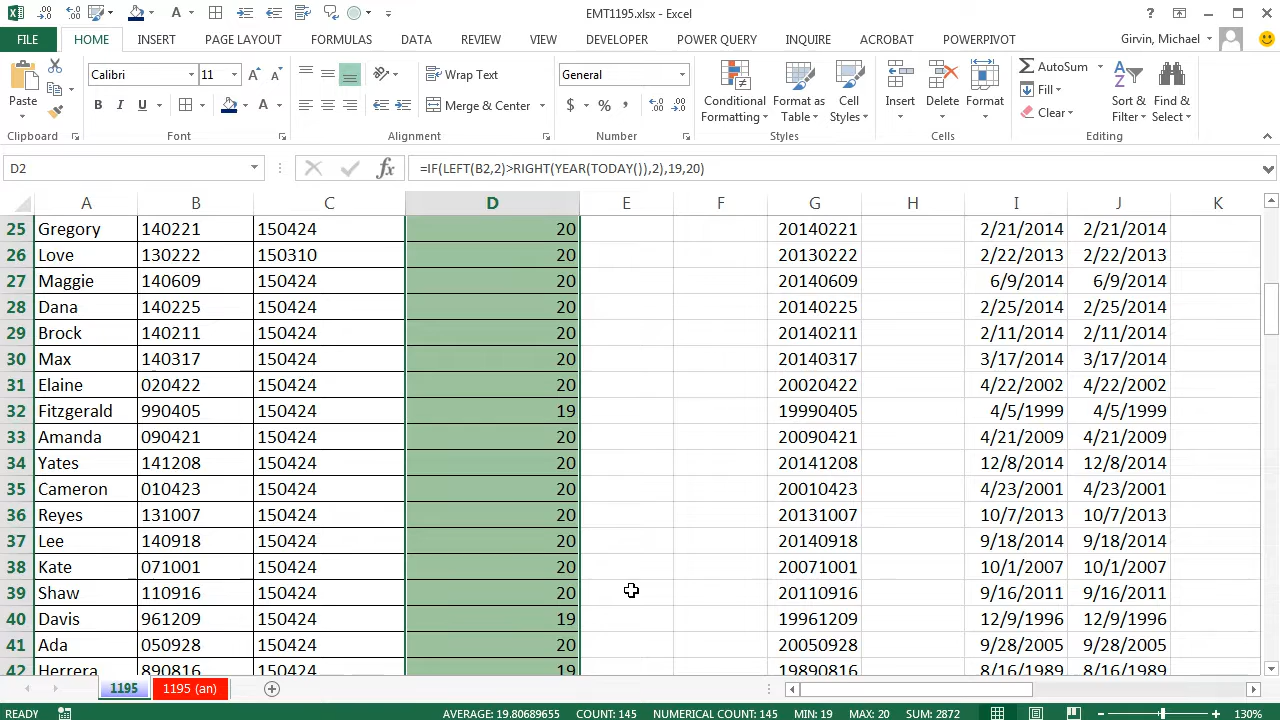 EMT1195.xlsx - Excel
FILE HOME INSERT PAGE LAYOUT FORMULAS DATA REVIEW VIEW DEVELOPER POWER QUERY INQUIRE ACROBAT POWERPIVOT Girvin, Michael
Paste
Calibri 11
B I U
Wrap Text
Merge & Center
General
$ % ,
Conditional Formatting
Format as Table
Cell Styles
Insert Delete Format
AutoSum
Fill
Clear
Sort & Filter
Find & Select
Clipboard Font Alignment Number Styles Cells Editing
D2 fx =IF(LEFT(B2,2)>RIGHT(YEAR(TODAY()),2),19,20)
A B C D E F G H I J K
25 Gregory 140221 150424 20 20140221 2/21/2014 2/21/2014
26 Love 130222 150310 20 20130222 2/22/2013 2/22/2013
27 Maggie 140609 150424 20 20140609 6/9/2014 6/9/2014
28 Dana 140225 150424 20 20140225 2/25/2014 2/25/2014
29 Brock 140211 150424 20 20140211 2/11/2014 2/11/2014
30 Max 140317 150424 20 20140317 3/17/2014 3/17/2014
31 Elaine 020422 150424 20 20020422 4/22/2002 4/22/2002
32 Fitzgerald 990405 150424 19 19990405 4/5/1999 4/5/1999
33 Amanda 090421 150424 20 20090421 4/21/2009 4/21/2009
34 Yates 141208 150424 20 20141208 12/8/2014 12/8/2014
35 Cameron 010423 150424 20 20010423 4/23/2001 4/23/2001
36 Reyes 131007 150424 20 20131007 10/7/2013 10/7/2013
37 Lee 140918 150424 20 20140918 9/18/2014 9/18/2014
38 Kate 071001 150424 20 20071001 10/1/2007 10/1/2007
39 Shaw 110916 150424 20 20110916 9/16/2011 9/16/2011
40 Davis 961209 150424 19 19961209 12/9/1996 12/9/1996
41 Ada 050928 150424 20 20050928 9/28/2005 9/28/2005
42 Herrera 890816 150424 19 19890816 8/16/1989 8/16/1989
1195 1195 (an)
READY AVERAGE: 19.80689655 COUNT: 145 NUMERICAL COUNT: 145 MIN: 19 MAX: 20 SUM: 2872 130%